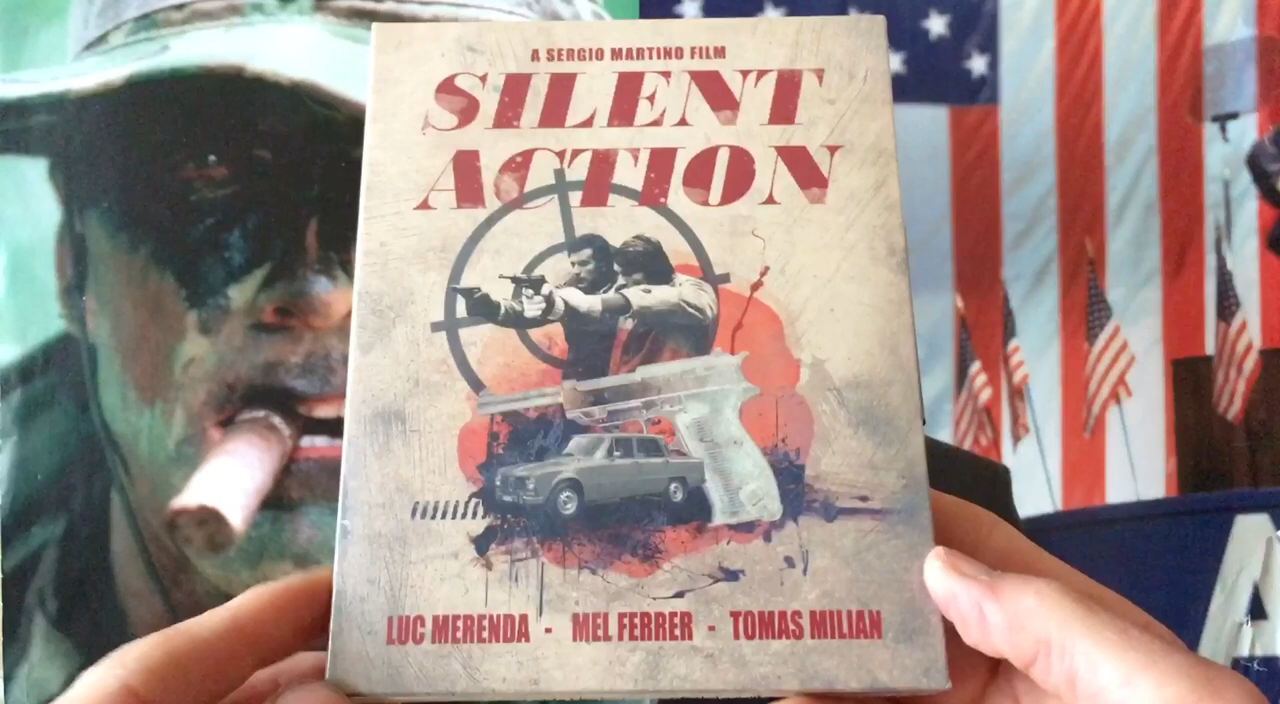 A SERGIO MARTINO FILM
SILENT
ACTION
LUC MERENDA - MEL FERRER - TOMAS MILIAN
A